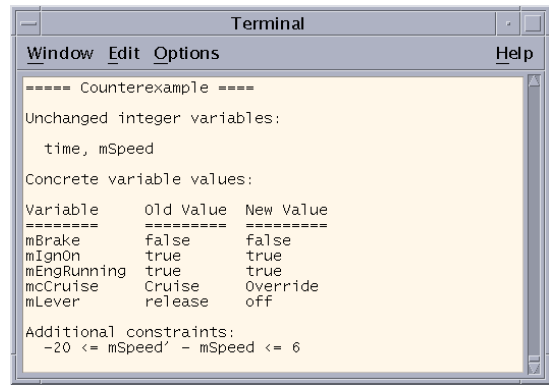 Terminal
Window Edit Options Help
===== Counterexample ====
Unchanged integer variables:
time, mSpeed
Concrete variable values:
Variable Old Value New Value
======== ========= =========
mBrake false false
mIgnOn true true
mEngRunning true true
mcCruise Cruise Override
mLever release off
Additional constraints:
-20 <= mSpeed′ - mSpeed <= 6